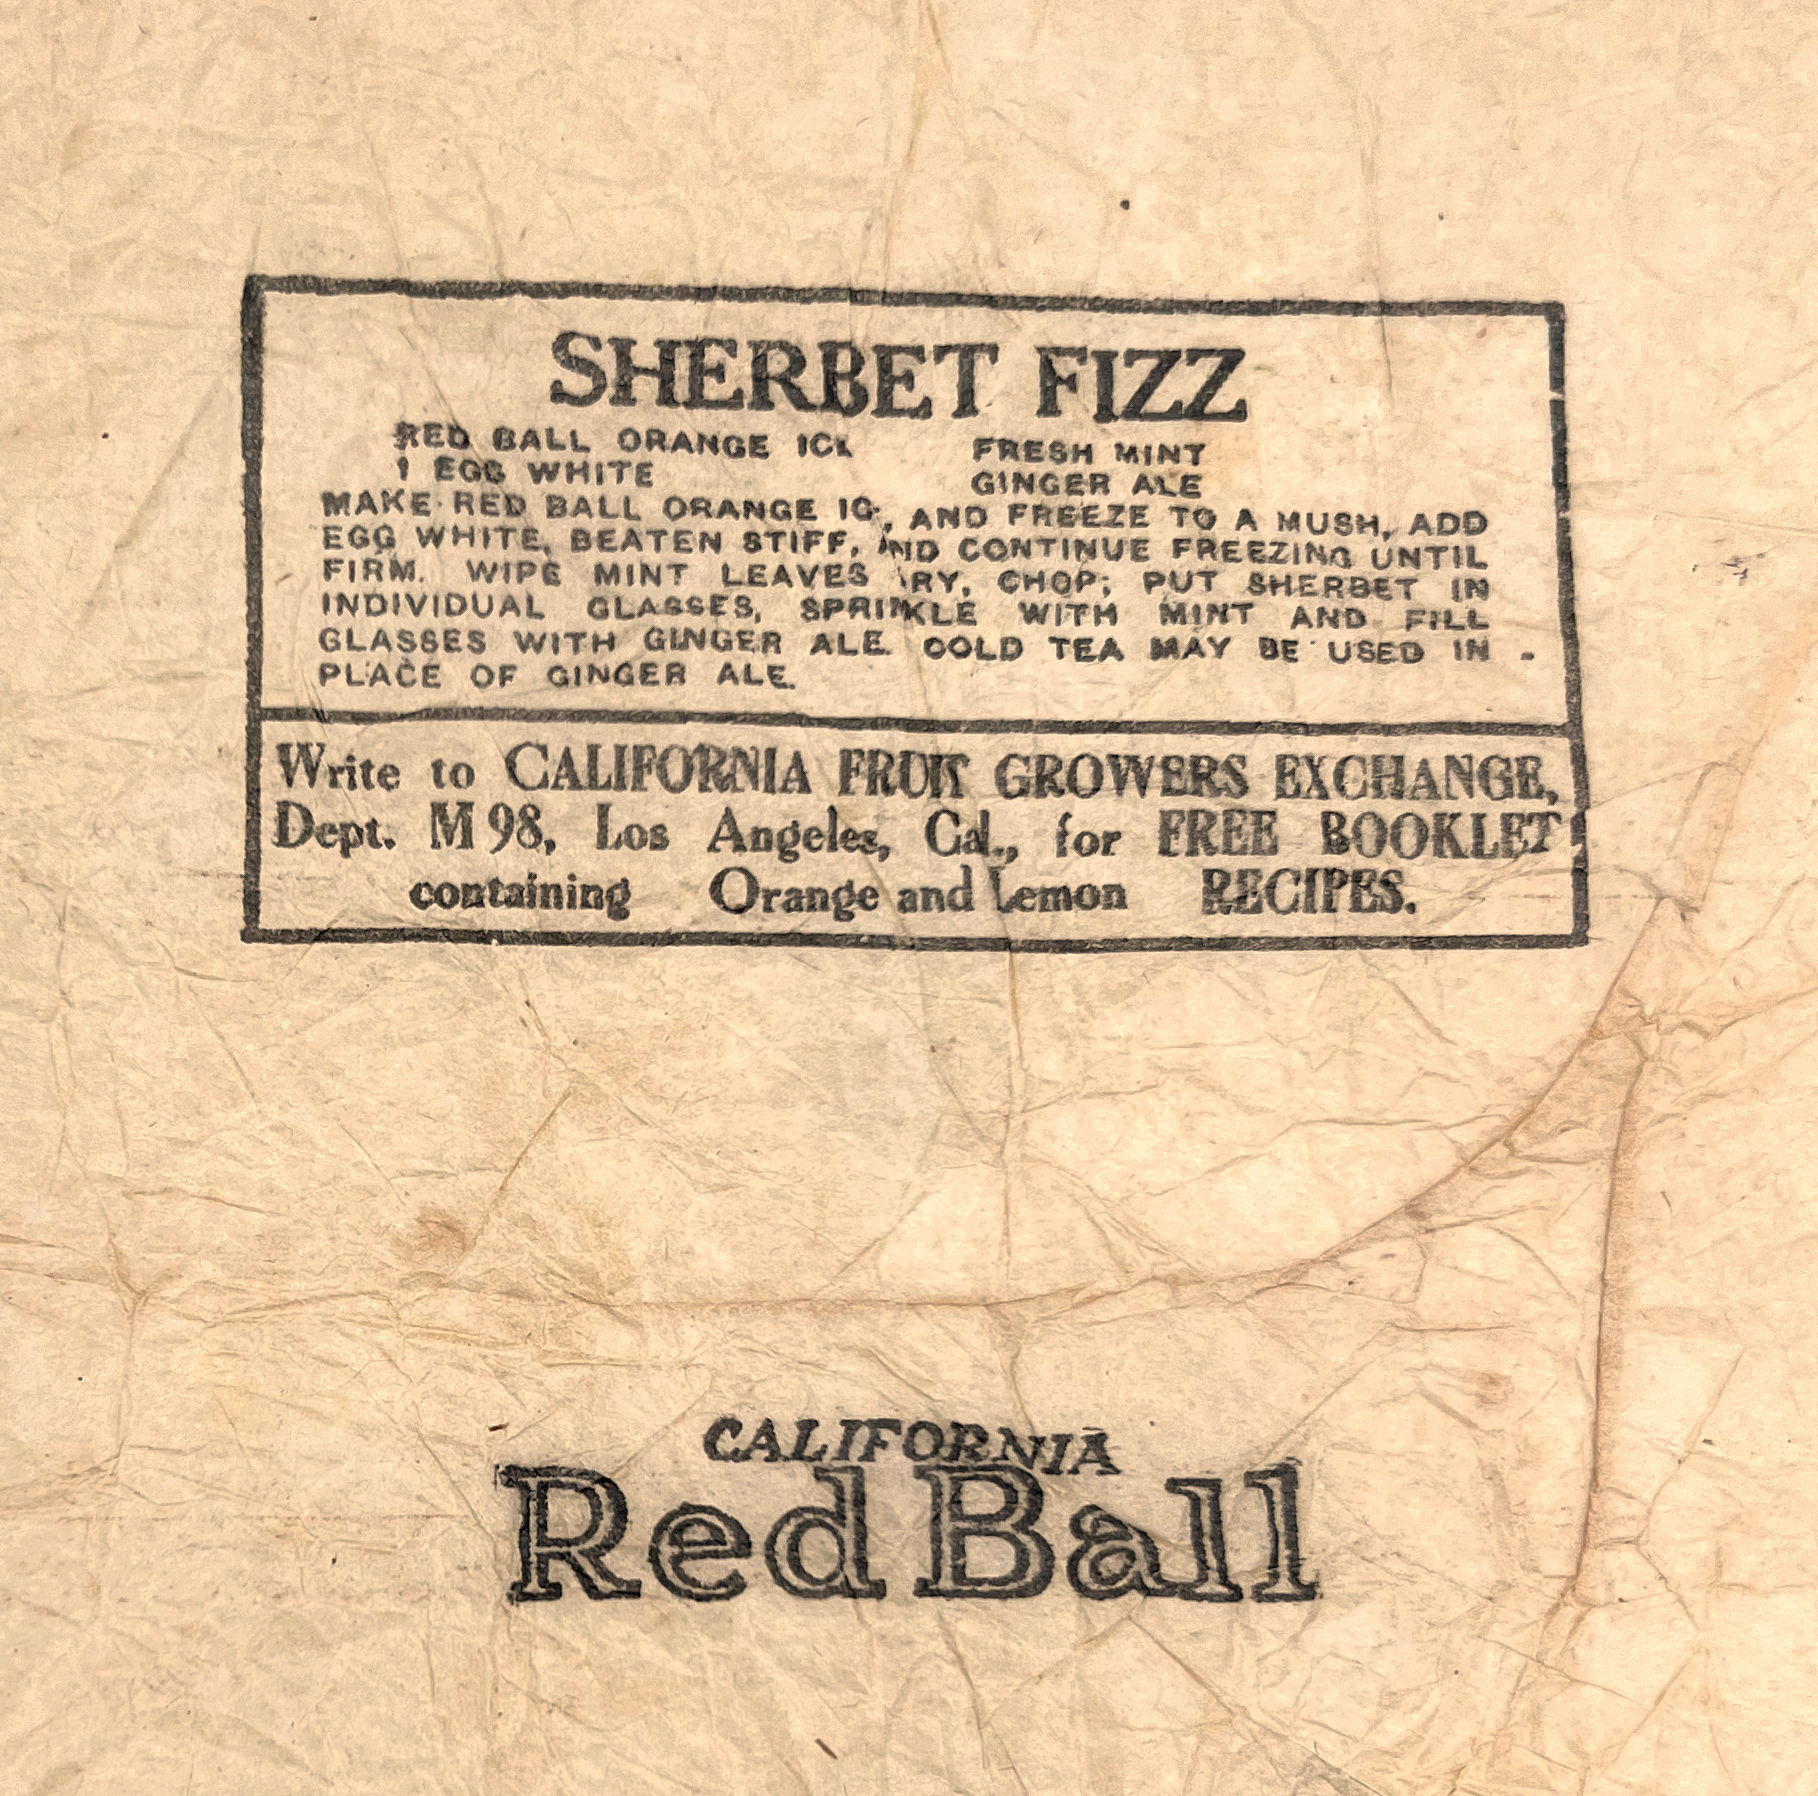 SHERBET FIZZ
RED BALL ORANGE ICE FRESH MINT
1 EGG WHITE GINGER ALE
MAKE RED BALL ORANGE ICE, AND FREEZE TO A MUSH, ADD
EGG WHITE, BEATEN STIFF, AND CONTINUE FREEZING UNTIL
FIRM. WIPE MINT LEAVES DRY, CHOP; PUT SHERBET IN
INDIVIDUAL GLASSES, SPRINKLE WITH MINT AND FILL
GLASSES WITH GINGER ALE. COLD TEA MAY BE USED IN
PLACE OF GINGER ALE.
Write to CALIFORNIA FRUIT GROWERS EXCHANGE,
Dept. M 98, Los Angeles, Cal., for FREE BOOKLET
containing Orange and Lemon RECIPES.
CALIFORNIA
Red Ball